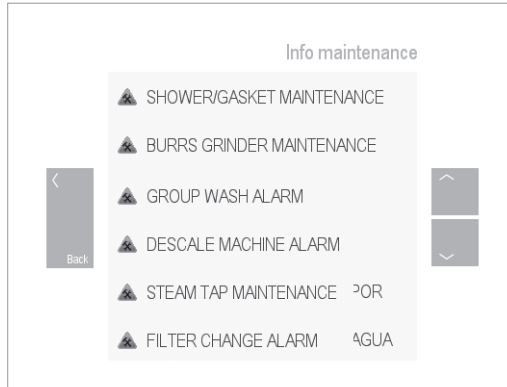 Info maintenance
SHOWER/GASKET MAINTENANCE
BURRS GRINDER MAINTENANCE
GROUP WASH ALARM
DESCALE MACHINE ALARM
Back
STEAM TAP MAINTENANCE POR
FILTER CHANGE ALARM AGUA